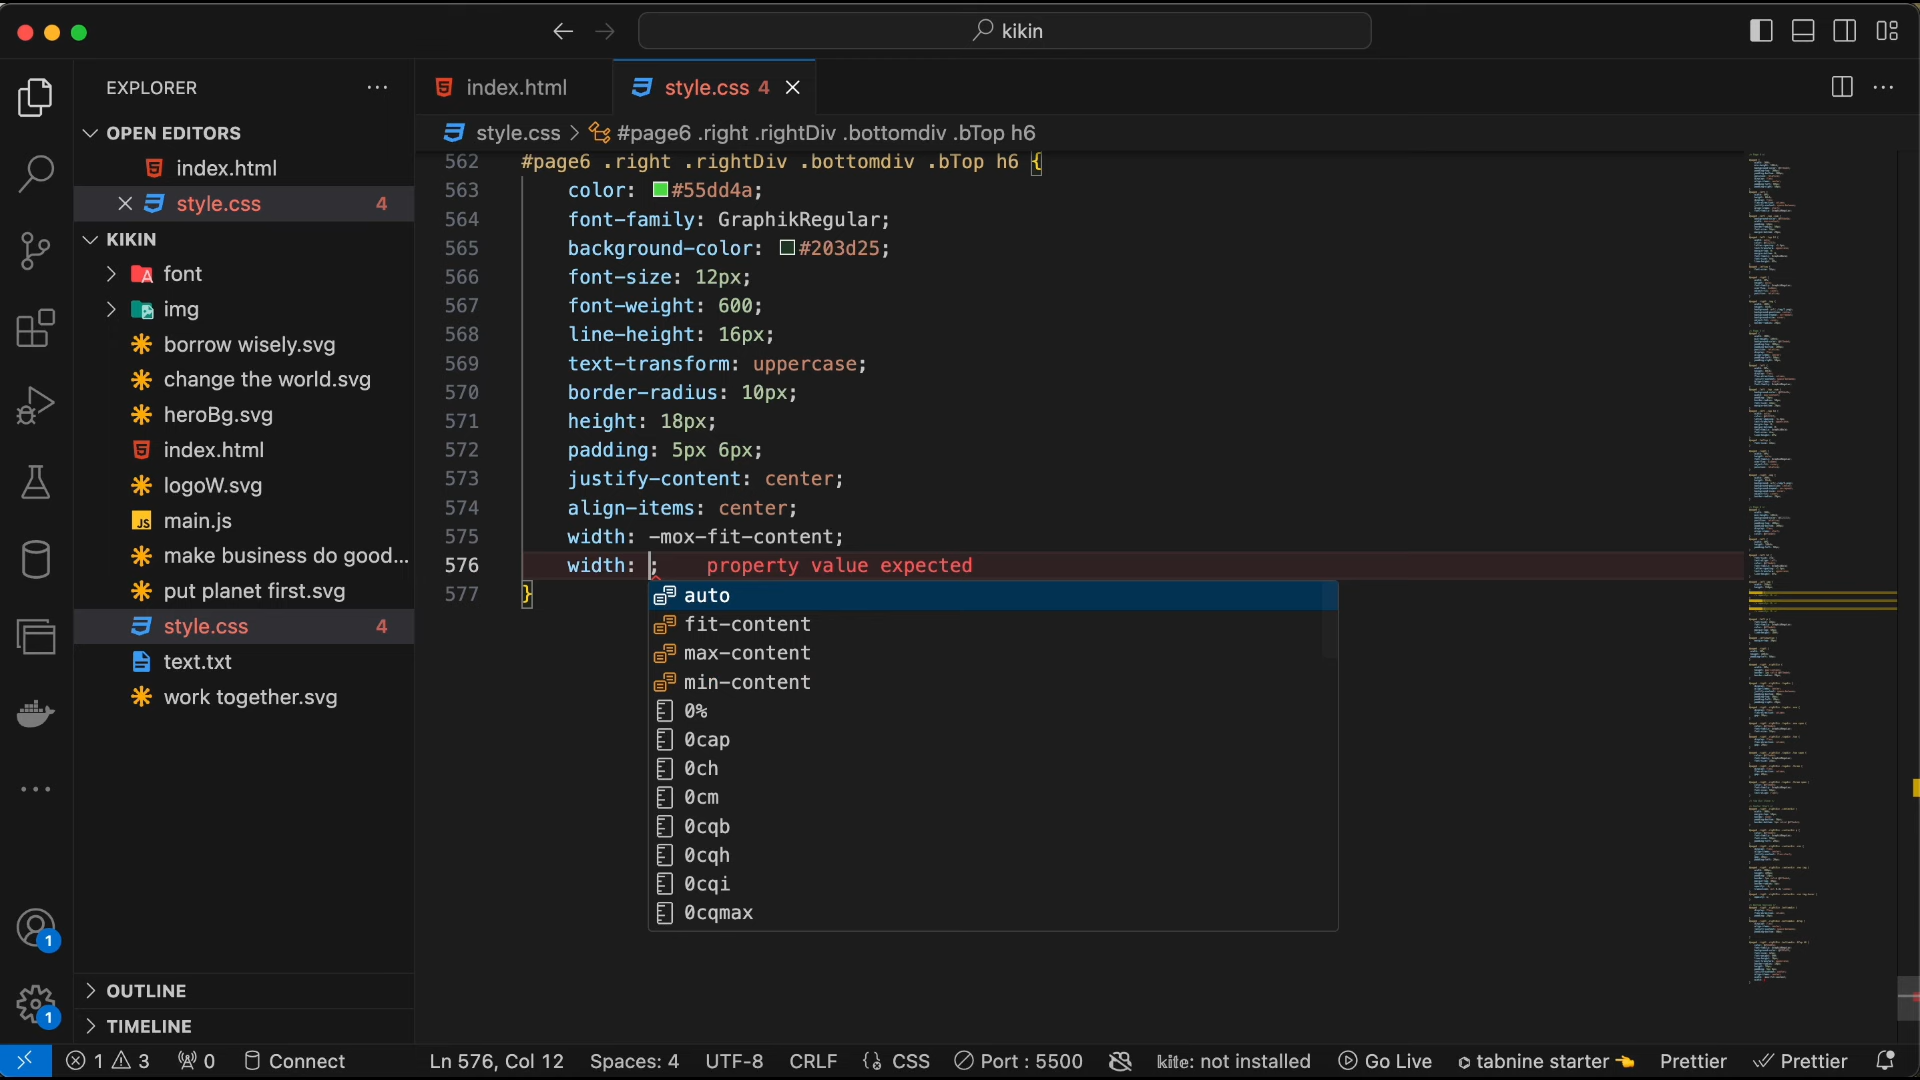 kikin
EXPLORER
index.html
style.css 4
OPEN EDITORS
index.html
style.css 4
KIKIN
font
img
borrow wisely.svg
change the world.svg
heroBg.svg
index.html
logoW.svg
main.js
make business do good...
put planet first.svg
style.css 4
text.txt
work together.svg
OUTLINE
TIMELINE
style.css > #page6 .right .rightDiv .bottomdiv .bTop h6
562 #page6 .right .rightDiv .bottomdiv .bTop h6 {
563 color: #55dd4a;
564 font-family: GraphikRegular;
565 background-color: #203d25;
566 font-size: 12px;
567 font-weight: 600;
568 line-height: 16px;
569 text-transform: uppercase;
570 border-radius: 10px;
571 height: 18px;
572 padding: 5px 6px;
573 justify-content: center;
574 align-items: center;
575 width: -mox-fit-content;
576 width: ; property value expected
577 }
auto
fit-content
max-content
min-content
0%
0cap
0ch
0cm
0cqb
0cqh
0cqi
0cqmax
1
1
1 3 0 Connect Ln 576, Col 12 Spaces: 4 UTF-8 CRLF CSS Port : 5500 kite: not installed Go Live tabnine starter Prettier Prettier